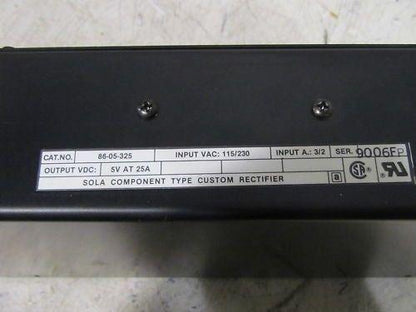 CAT.NO. 86-05-325 INPUT VAC: 115/230 INPUT A.: 3/2 SER. 9006FP
OUTPUT VDC: 5V AT 25A
SOLA COMPONENT TYPE CUSTOM RECTIFIER a